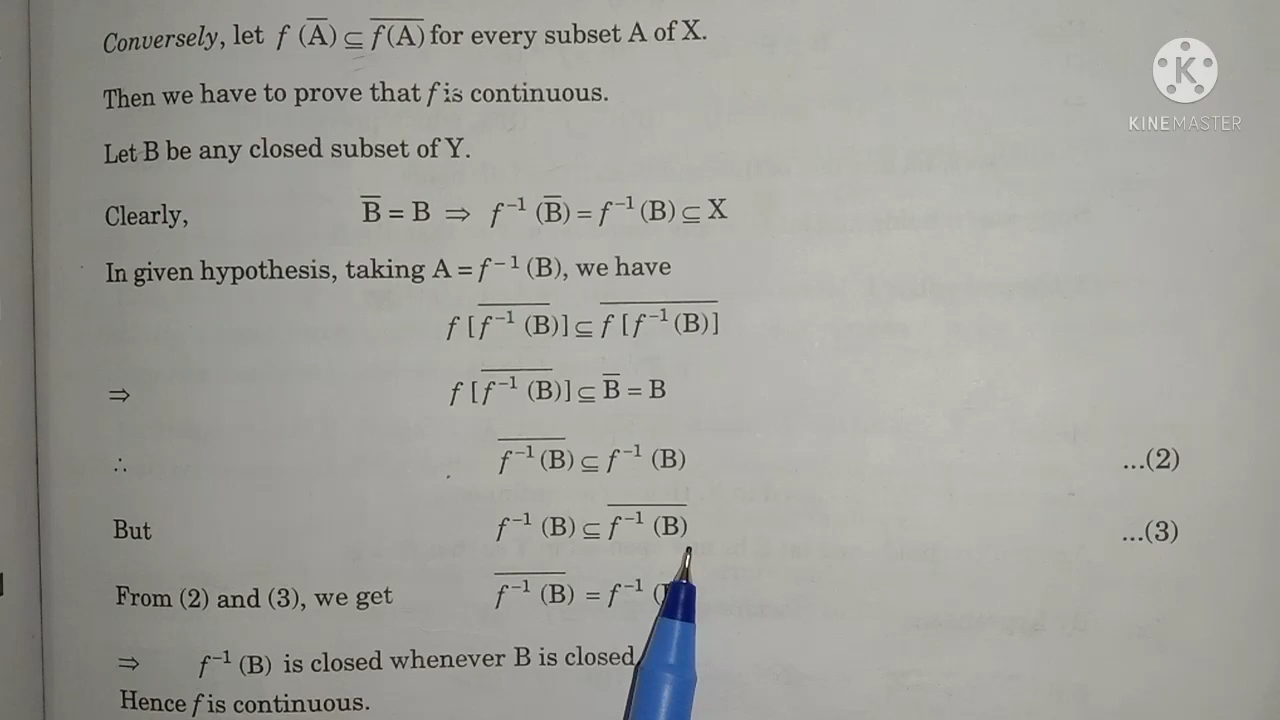 Conversely, let f (A̅) ⊆ \overline{f(A)} for every subset A of X.
K
KINEMASTER
Then we have to prove that f is continuous.
Let B be any closed subset of Y.
Clearly, B̅ = B ⇒ f⁻¹ (B̅) = f⁻¹ (B) ⊆ X
In given hypothesis, taking A = f⁻¹ (B), we have
f [\overline{f⁻¹ (B)}] ⊆ \overline{f [f⁻¹(B)]}
⇒ f [\overline{f⁻¹ (B)}] ⊆ B̅ = B
∴ \overline{f⁻¹ (B)} ⊆ f⁻¹ (B) ...(2)
But f⁻¹ (B) ⊆ \overline{f⁻¹ (B)} ...(3)
From (2) and (3), we get \overline{f⁻¹ (B)} = f⁻¹
⇒ f⁻¹ (B) is closed whenever B is closed
Hence f is continuous.